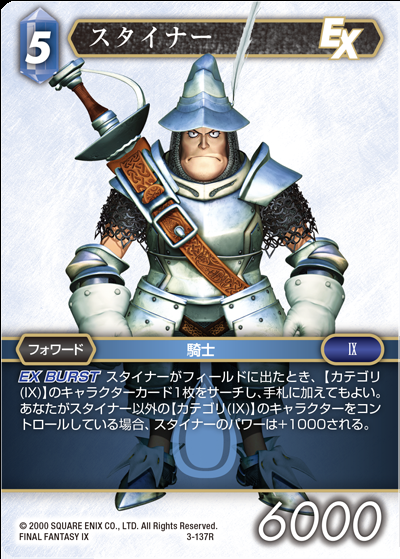 5
スタイナー
EX
フォワード
騎士
IX
EX BURST スタイナーがフィールドに出たとき、【カテゴリ
(IX)】のキャラクターカード1枚をサーチし、手札に加えてもよい。
あなたがスタイナー以外の【カテゴリ(IX)】のキャラクターをコン
トロールしている場合、スタイナーのパワーは+1000される。
© 2000 SQUARE ENIX CO., LTD. All Rights Reserved.
FINAL FANTASY IX
3-137R
6000